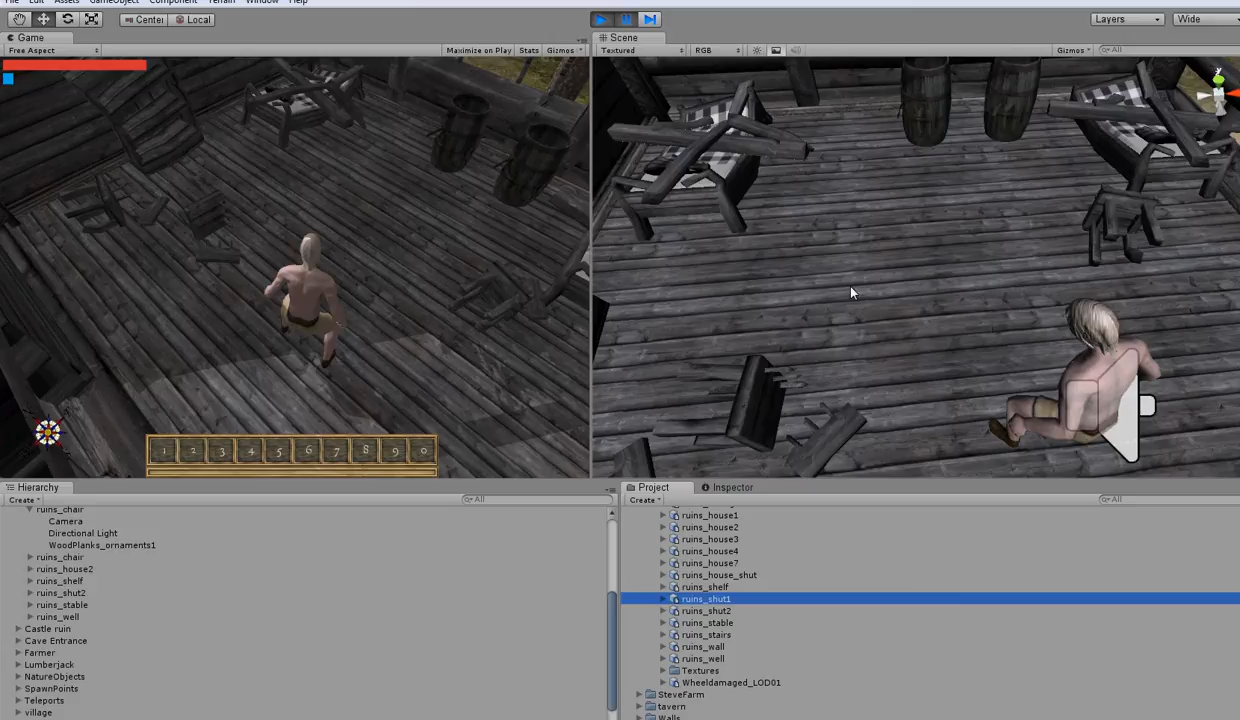 File Edit Assets GameObject Component Terrain Window Help
Center Local Layers Wide
Game
Free Aspect Maximize on Play Stats Gizmos
Scene
Textured RGB Gizmos All
1 2 3 4 5 6 7 8 9 0
Hierarchy
Create All
ruins_chair
Camera
Directional Light
WoodPlanks_ornaments1
ruins_chair
ruins_house2
ruins_shelf
ruins_shut2
ruins_stable
ruins_well
Castle ruin
Cave Entrance
Farmer
Lumberjack
NatureObjects
SpawnPoints
Teleports
village
Project Inspector
Create All
ruins_house1
ruins_house2
ruins_house3
ruins_house4
ruins_house7
ruins_house_shut
ruins_shelf
ruins_shut1
ruins_shut2
ruins_stable
ruins_stairs
ruins_wall
ruins_well
Textures
Wheeldamaged_LOD01
SteveFarm
tavern
Walls